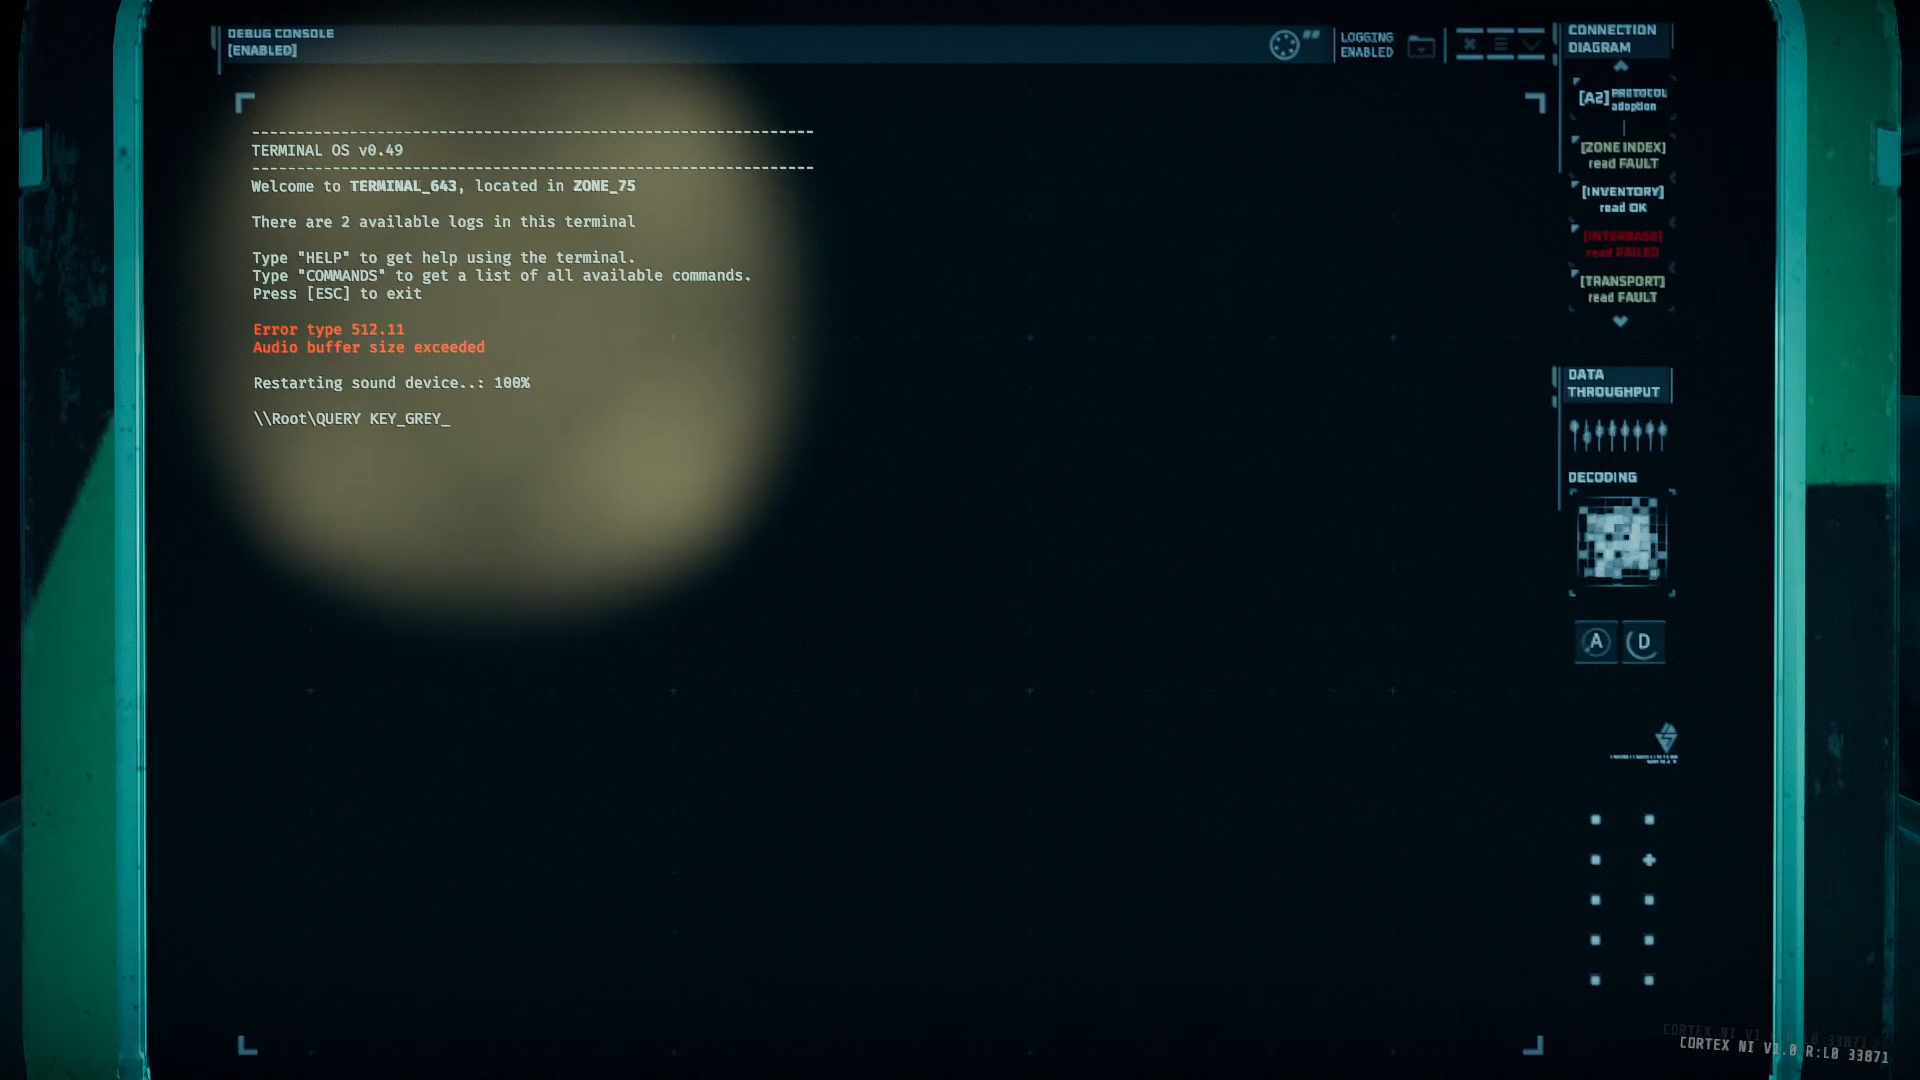 DEBUG CONSOLE
[ENABLED]
LOGGING
ENABLED
----------------------------------------------------------------
TERMINAL OS v0.49
----------------------------------------------------------------
Welcome to TERMINAL_643, located in ZONE_75
There are 2 available logs in this terminal
Type "HELP" to get help using the terminal.
Type "COMMANDS" to get a list of all available commands.
Press [ESC] to exit
Error type 512.11
Audio buffer size exceeded
Restarting sound device..: 100%
\\Root\QUERY KEY_GREY_
CONNECTION
DIAGRAM
[A2] PROTOCOL
adoption
[ZONE INDEX]
read FAULT
[INVENTORY]
read OK
[INTERBASE]
read FAILED
[TRANSPORT]
read FAULT
DATA
THROUGHPUT
DECODING
A D
CORTEX NI V1.0 R:L0 33871